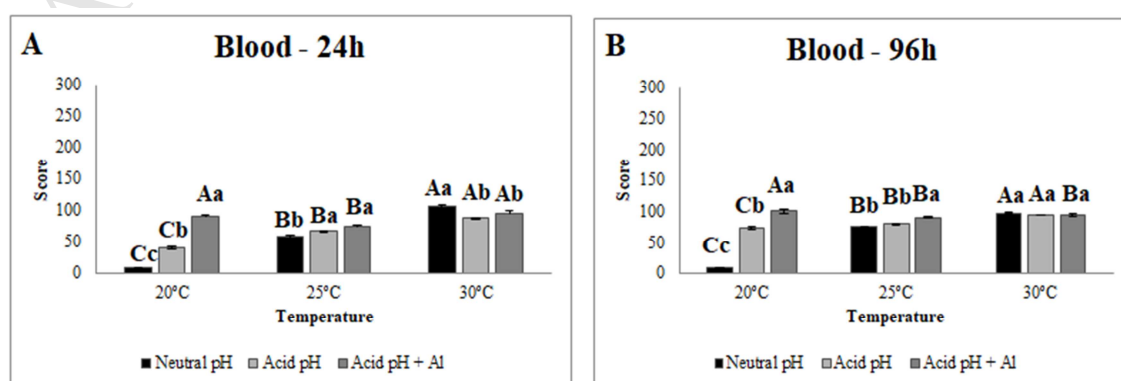 A
Blood - 24h
300
250
200
150
100
50
0
Score
Cc Cb Aa
Bb Ba Ba
Aa Ab Ab
20°C 25°C 30°C
Temperature
Neutral pH Acid pH Acid pH + Al
B
Blood - 96h
300
250
200
150
100
50
0
Score
Cc Cb Aa
Bb Bb Ba
Aa Aa Ba
20°C 25°C 30°C
Temperature
Neutral pH Acid pH Acid pH + Al